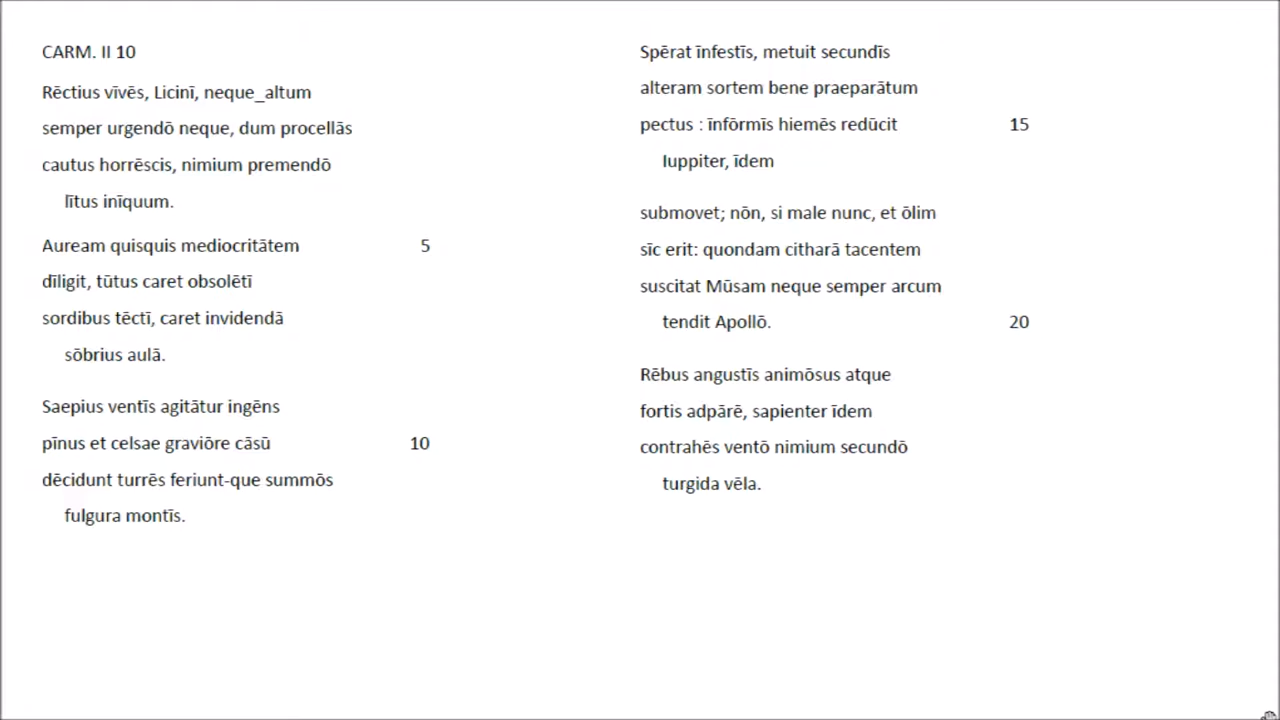 CARM. II 10
Rēctius vīvēs, Licinī, neque_altum
semper urgendō neque, dum procellās
cautus horrēscis, nimium premendō
lītus inīquum.
Auream quisquis mediocritātem 5
dīligit, tūtus caret obsolētī
sordibus tēctī, caret invidendā
sōbrius aulā.
Saepius ventīs agitātur ingēns
pīnus et celsae graviōre cāsū 10
dēcidunt turrēs feriunt-que summōs
fulgura montīs.
Spērat īnfestīs, metuit secundīs
alteram sortem bene praeparātum
pectus : īnfōrmīs hiemēs redūcit 15
Iuppiter, īdem
submovet; nōn, si male nunc, et ōlim
sīc erit: quondam citharā tacentem
suscitat Mūsam neque semper arcum
tendit Apollō. 20
Rēbus angustīs animōsus atque
fortis adpārē, sapienter īdem
contrahēs ventō nimium secundō
turgida vēla.